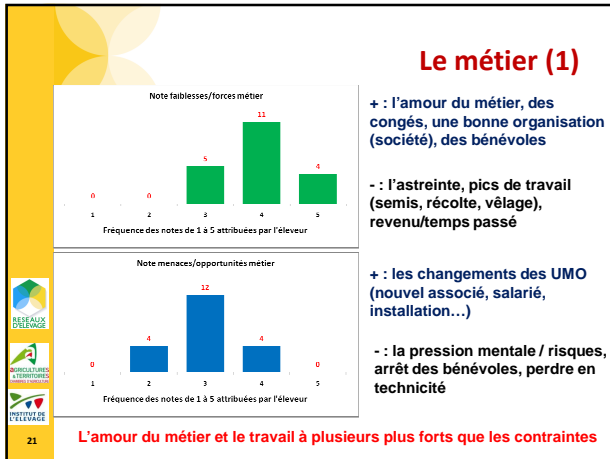 Le métier (1)
Note faiblesses/forces métier
0
0
5
11
4
1
2
3
4
5
Fréquence des notes de 1 à 5 attribuées par l'éleveur
+ : l'amour du métier, des
congés, une bonne organisation
(société), des bénévoles
- : l'astreinte, pics de travail
(semis, récolte, vêlage),
revenu/temps passé
Note menaces/opportunités métier
0
4
12
4
0
1
2
3
4
5
Fréquence des notes de 1 à 5 attribuées par l'éleveur
+ : les changements des UMO
(nouvel associé, salarié,
installation…)
- : la pression mentale / risques,
arrêt des bénévoles, perdre en
technicité
RESEAUX
D'ELEVAGE
AGRICULTURES
& TERRITOIRES
CHAMBRES D'AGRICULTURE
INSTITUT DE
L'ELEVAGE
21
L'amour du métier et le travail à plusieurs plus forts que les contraintes